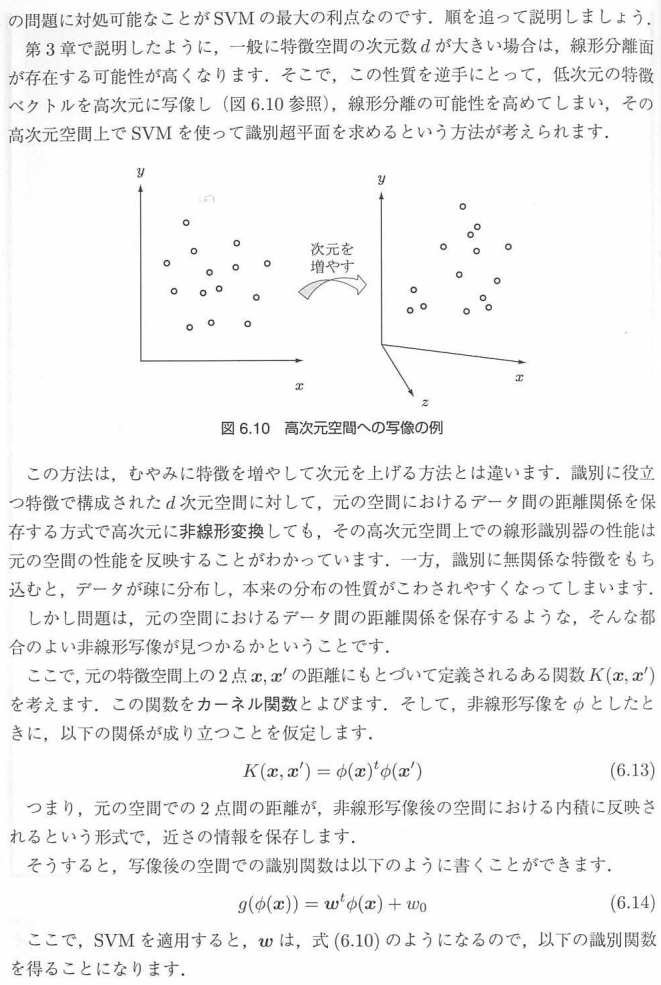 の問題に対処可能なことが SVM の最大の利点なのです．順を追って説明しましょう．
第 3 章で説明したように，一般に特徴空間の次元数 d が大きい場合は，線形分離面
が存在する可能性が高くなります．そこで，この性質を逆手にとって，低次元の特徴
ベクトルを高次元に写像し（図 6.10 参照），線形分離の可能性を高めてしまい，その
高次元空間上で SVM を使って識別超平面を求めるという方法が考えられます．
y
y
次元を
増やす
x
x
z
図 6.10 高次元空間への写像の例
この方法は，むやみに特徴を増やして次元を上げる方法とは違います．識別に役立
つ特徴で構成された d 次元空間に対して，元の空間におけるデータ間の距離関係を保
存する方式で高次元に非線形変換しても，その高次元空間上での線形識別器の性能は
元の空間の性能を反映することがわかっています．一方，識別に無関係な特徴をもち
込むと，データが疎に分布し，本来の分布の性質がこわされやすくなってしまいます．
しかし問題は，元の空間におけるデータ間の距離関係を保存するような，そんな都
合のよい非線形写像が見つかるかということです．
ここで，元の特徴空間上の 2 点 x, x′ の距離にもとづいて定義されるある関数 K(x, x′)
を考えます．この関数をカーネル関数とよびます．そして，非線形写像を ϕ としたと
きに，以下の関係が成り立つことを仮定します．
K(x, x′) = ϕ(x)ᵗϕ(x′) (6.13)
つまり，元の空間での 2 点間の距離が，非線形写像後の空間における内積に反映さ
れるという形式で，近さの情報を保存します．
そうすると，写像後の空間での識別関数は以下のように書くことができます．
g(ϕ(x)) = wᵗϕ(x) + w₀ (6.14)
ここで，SVM を適用すると，w は，式 (6.10) のようになるので，以下の識別関数
を得ることになります．